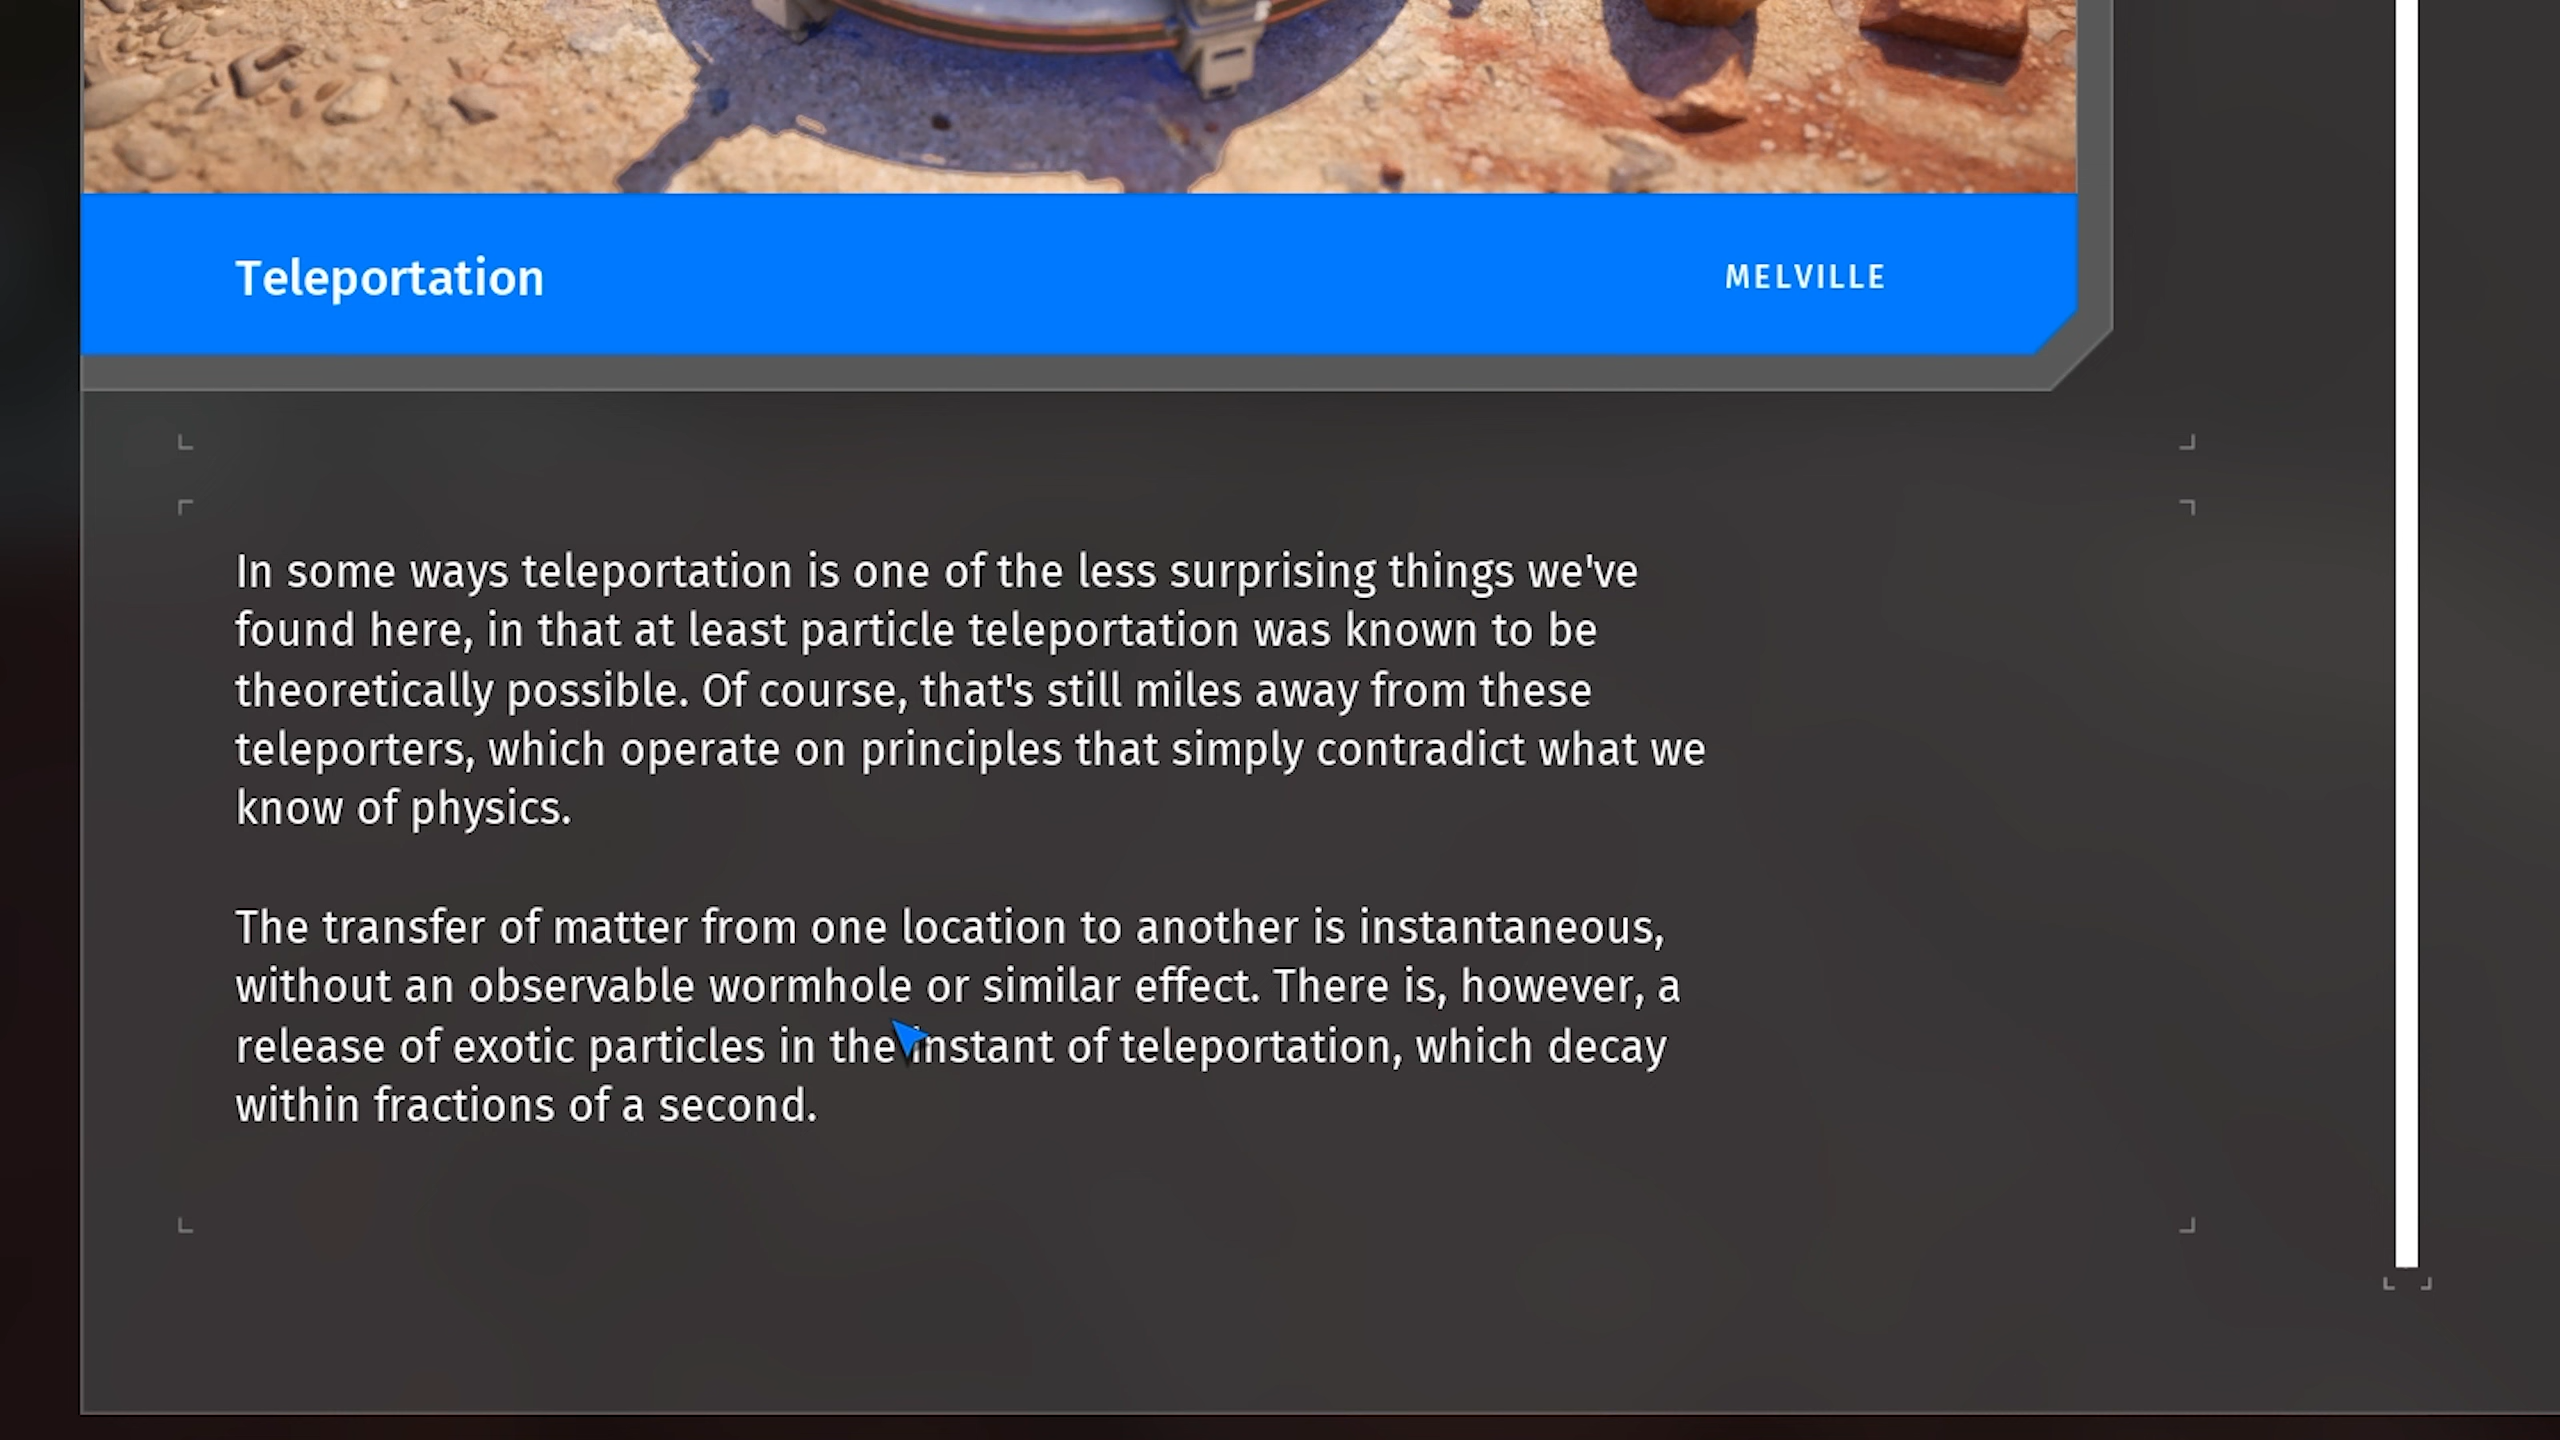 Teleportation
MELVILLE
In some ways teleportation is one of the less surprising things we've
found here, in that at least particle teleportation was known to be
theoretically possible. Of course, that's still miles away from these
teleporters, which operate on principles that simply contradict what we
know of physics.
The transfer of matter from one location to another is instantaneous,
without an observable wormhole or similar effect. There is, however, a
release of exotic particles in the instant of teleportation, which decay
within fractions of a second.